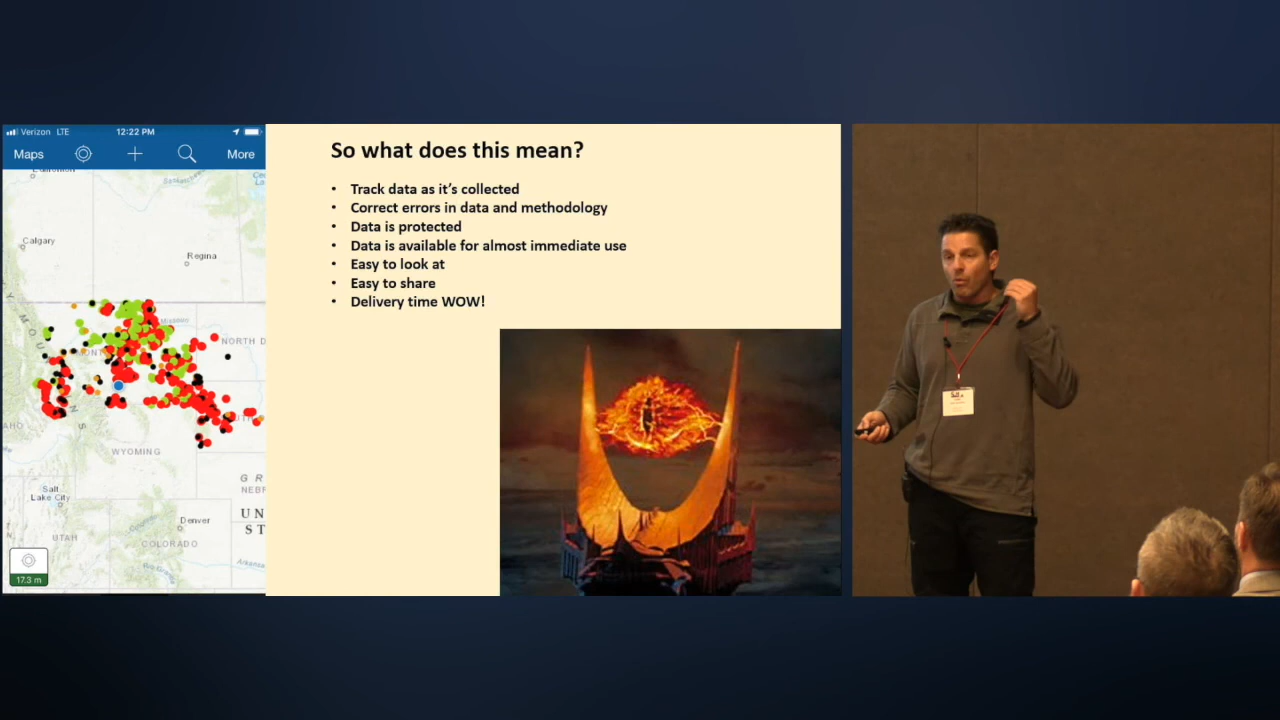 Verizon LTE 12:22 PM
Maps More
Calgary
Regina
NORTH D
MONT
WYOMING
Salt
Lake City
UTAH
Denver
COLORADO
G R
NEBR
U N
S T
17.3 m
So what does this mean?
• Track data as it's collected
• Correct errors in data and methodology
• Data is protected
• Data is available for almost immediate use
• Easy to look at
• Easy to share
• Delivery time WOW!